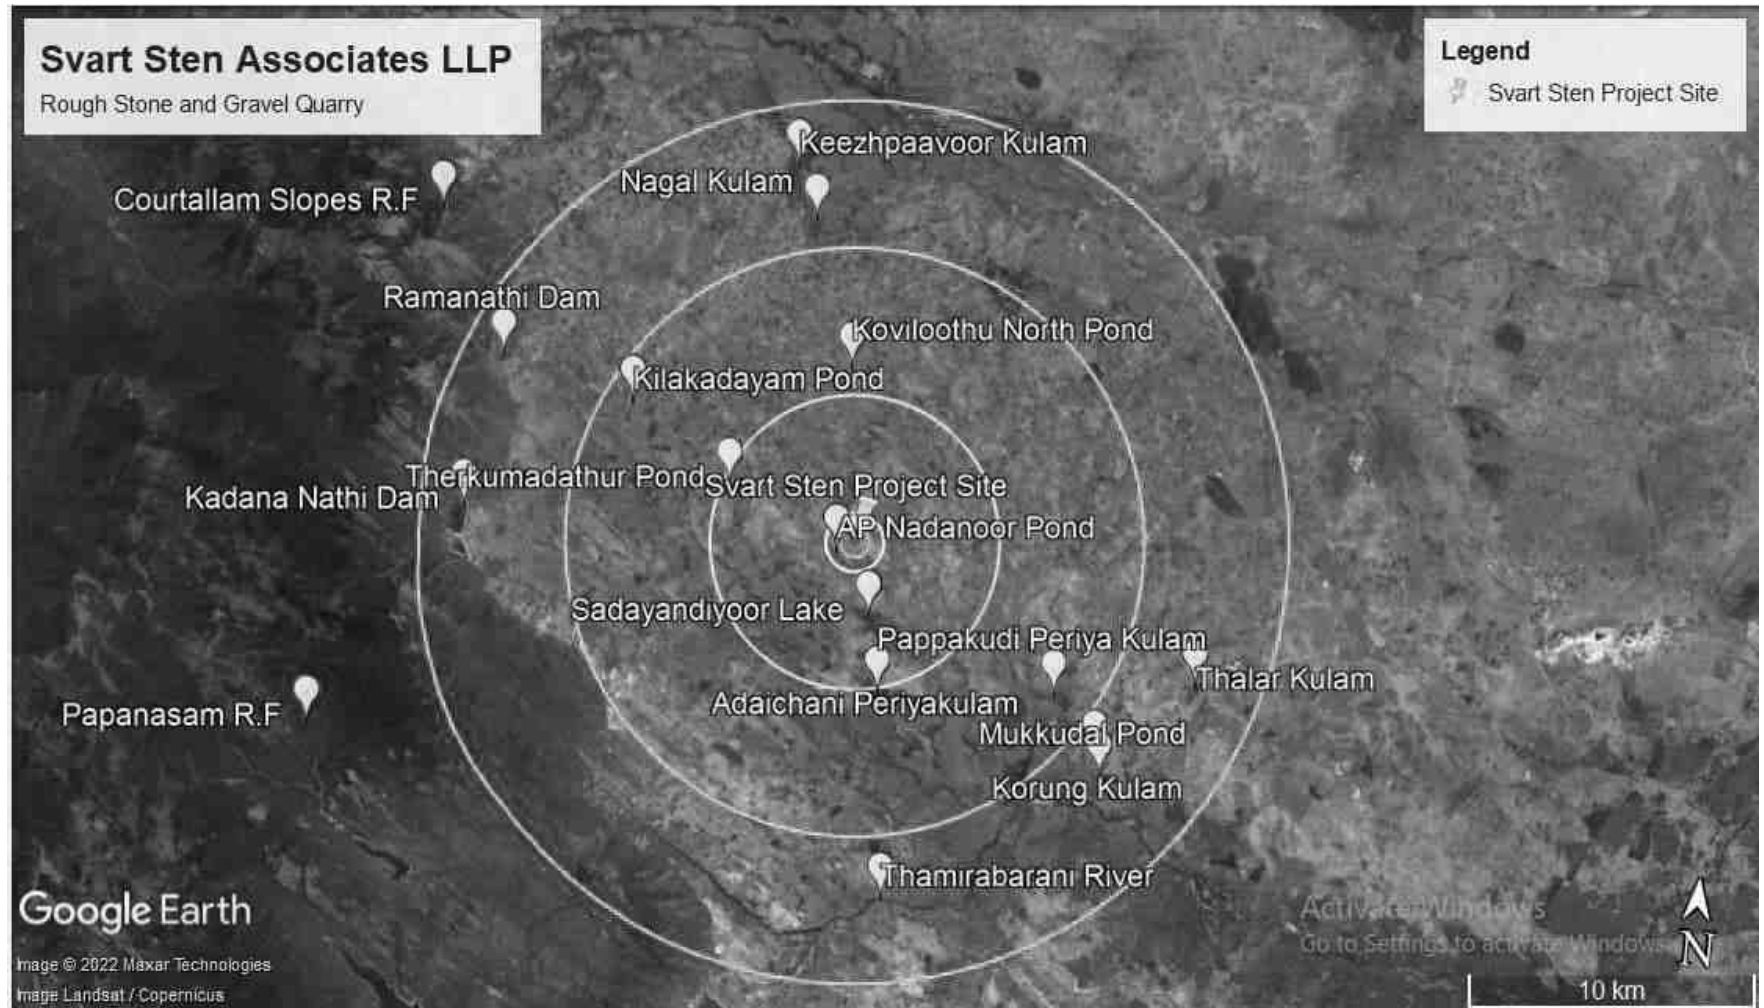 Svart Sten Associates LLP
Rough Stone and Gravel Quarry
Legend
Svart Sten Project Site
Keezhpaavoor Kulam
Nagal Kulam
Courtallam Slopes R.F
Ramanathi Dam
Koviloothu North Pond
Kilakadayam Pond
Therkumadathur Pond
Svart Sten Project Site
Kadana Nathi Dam
AP Nadanoor Pond
Sadayandiyoor Lake
Pappakudi Periya Kulam
Thalar Kulam
Adaichani Periyakulam
Papanasam R.F
Mukkudal Pond
Korung Kulam
Thamirabarani River
Google Earth
Activate Windows
Go to Settings to activate Windows
N
Image © 2022 Maxar Technologies
Image Landsat / Copernicus
10 km